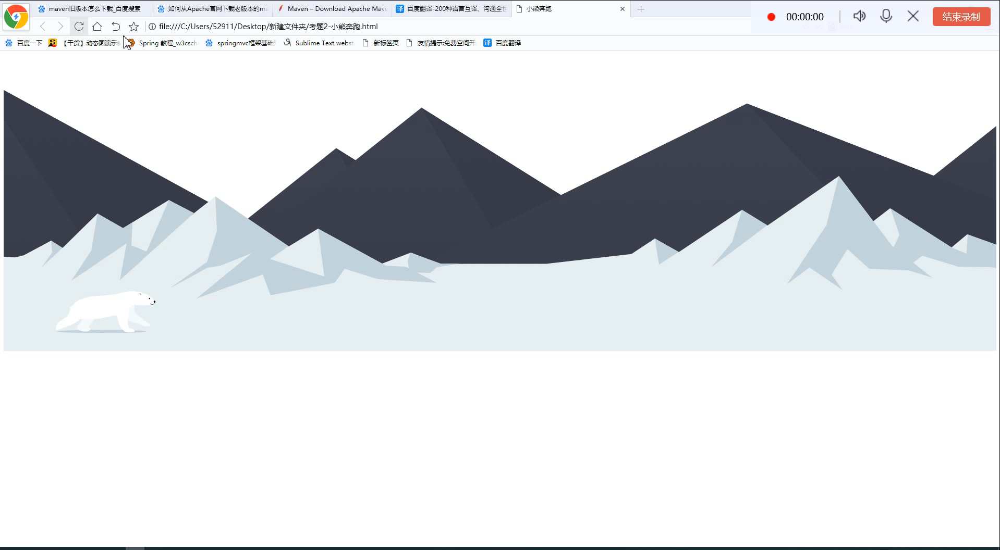 maven旧版本怎么下载_百度搜索
如何从Apache官网下载老版本的ma
Maven – Download Apache Mave
译 百度翻译-200种语言互译、沟通全
小熊奔跑
00:00:00
结束录制
file:///C:/Users/52911/Desktop/新建文件夹/考题2-小熊奔跑.html
百度一下
【干货】动态图演示
Spring 教程_w3csch
springmvc框架基础
Sublime Text webst
新标签页
友情提示:免费空间开
译 百度翻译